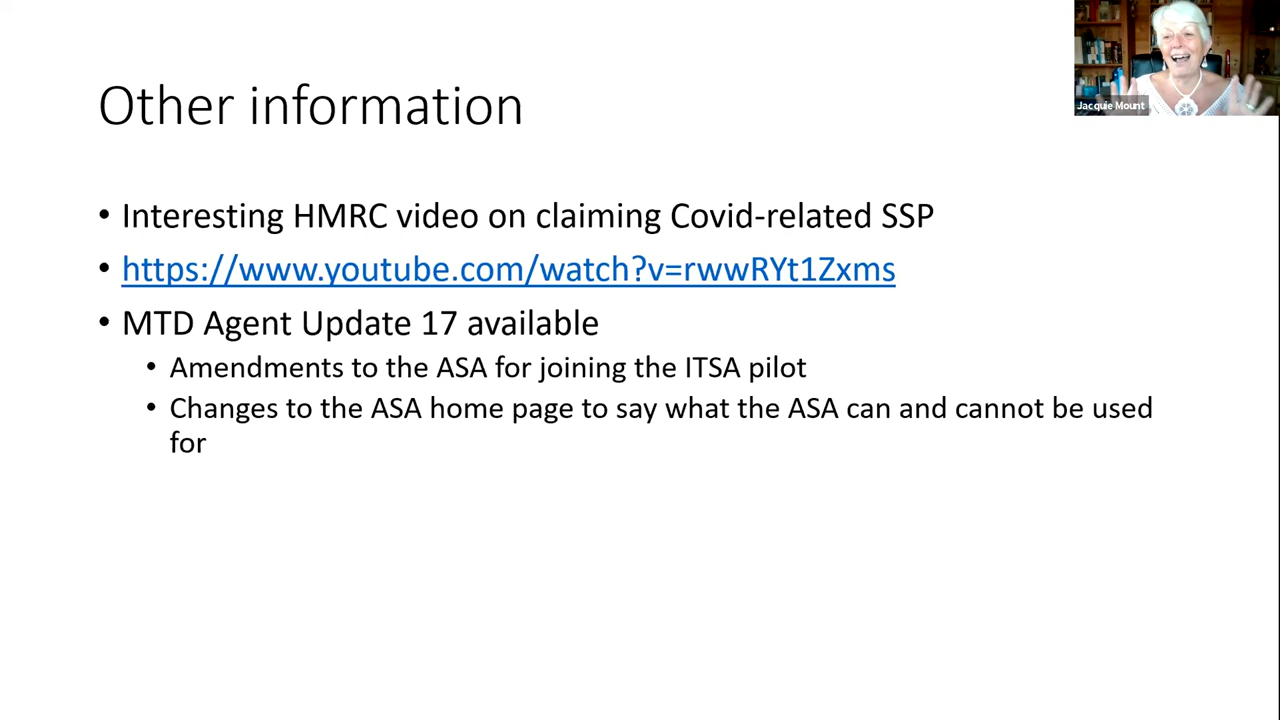 Other information
Jacquie Mount
• Interesting HMRC video on claiming Covid-related SSP
• https://www.youtube.com/watch?v=rwwRYt1Zxms
• MTD Agent Update 17 available
• Amendments to the ASA for joining the ITSA pilot
• Changes to the ASA home page to say what the ASA can and cannot be used
for